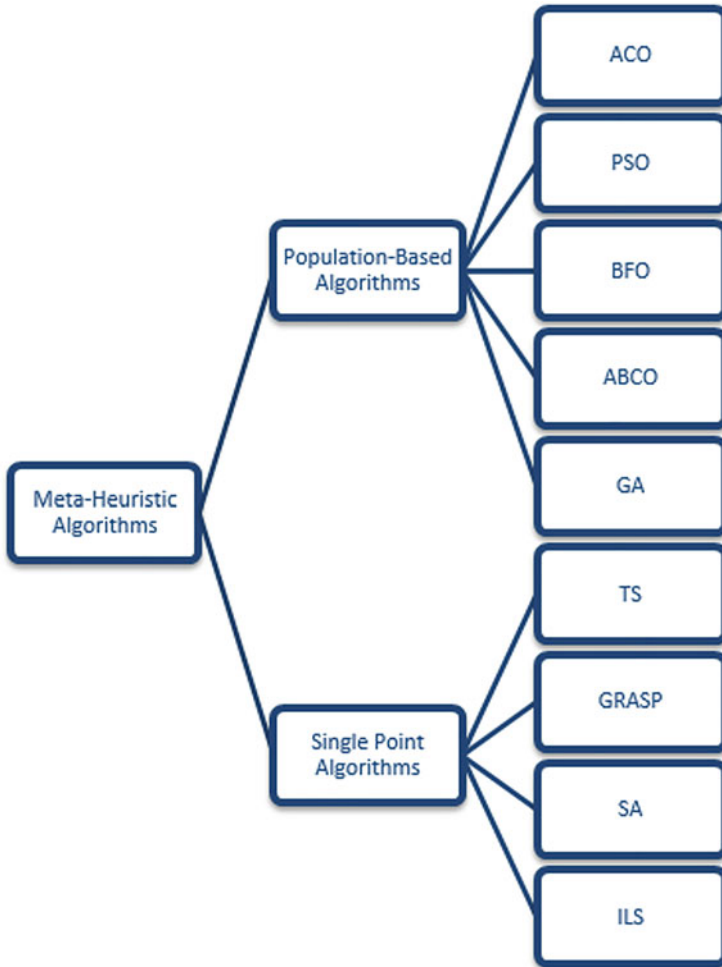 Meta-Heuristic
Algorithms
Population-Based
Algorithms
ACO
PSO
BFO
ABCO
GA
Single Point
Algorithms
TS
GRASP
SA
ILS